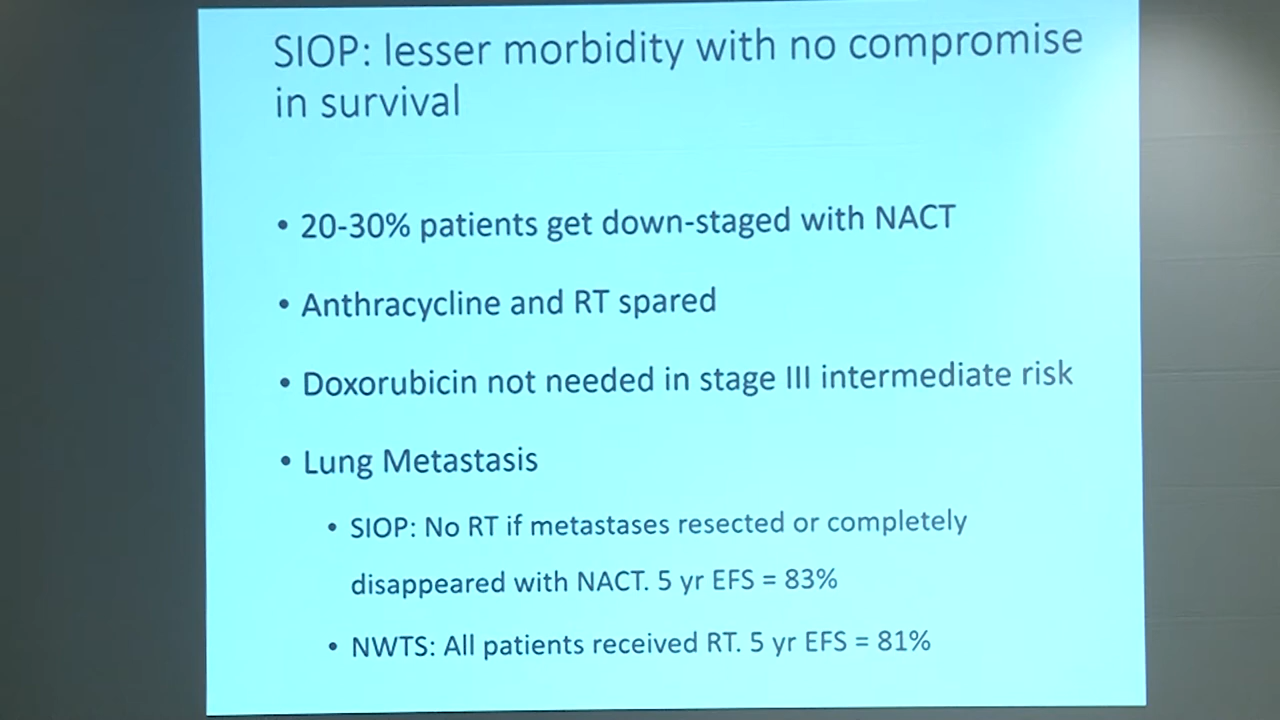 SIOP: lesser morbidity with no compromise
in survival
• 20-30% patients get down-staged with NACT
• Anthracycline and RT spared
• Doxorubicin not needed in stage III intermediate risk
• Lung Metastasis
• SIOP: No RT if metastases resected or completely
disappeared with NACT. 5 yr EFS = 83%
• NWTS: All patients received RT. 5 yr EFS = 81%